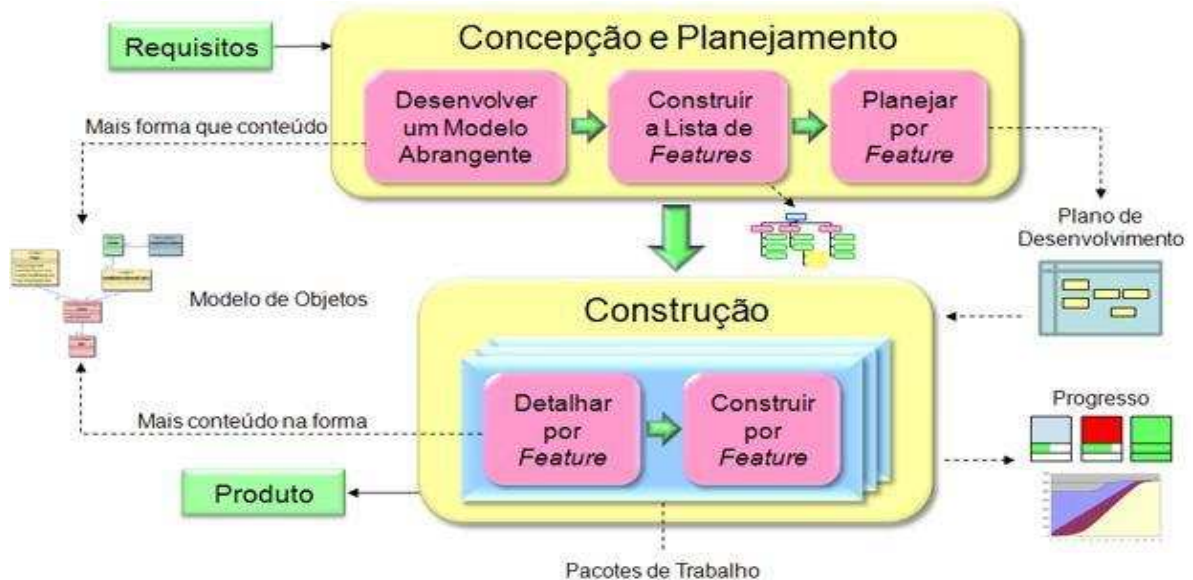 Requisitos
Concepção e Planejamento
Desenvolver
um Modelo
Abrangente
Construir
a Lista de
Features
Planejar
por
Feature
Mais forma que conteúdo
Plano de
Desenvolvimento
Modelo de Objetos
Construção
Detalhar
por
Feature
Construir
por
Feature
Mais conteúdo na forma
Progresso
Produto
Pacotes de Trabalho